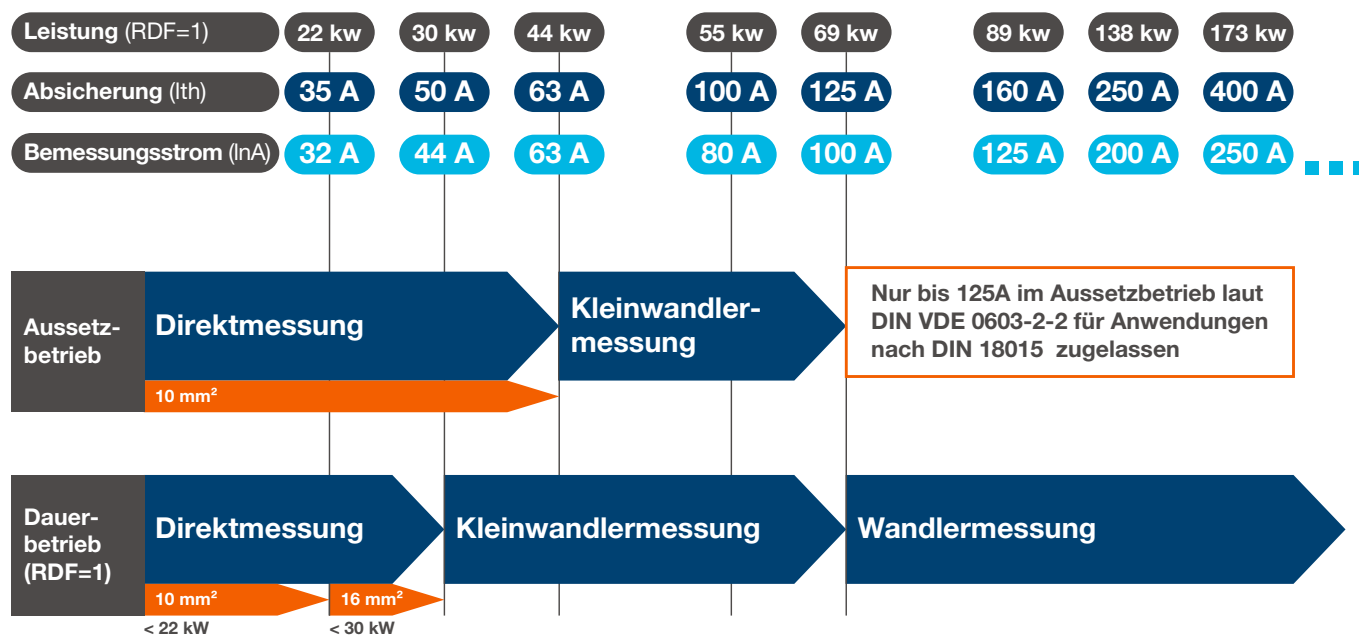 Leistung (RDF=1) 22 kw 30 kw 44 kw 55 kw 69 kw 89 kw 138 kw 173 kw
Absicherung (Ith) 35 A 50 A 63 A 100 A 125 A 160 A 250 A 400 A
Bemessungsstrom (InA) 32 A 44 A 63 A 80 A 100 A 125 A 200 A 250 A
Aussetz-
betrieb
Direktmessung
10 mm²
Kleinwandler-
messung
Nur bis 125A im Aussetzbetrieb laut
DIN VDE 0603-2-2 für Anwendungen
nach DIN 18015 zugelassen
Dauer-
betrieb
(RDF=1)
Direktmessung
Kleinwandlermessung
Wandlermessung
10 mm²
16 mm²
< 22 kW
< 30 kW